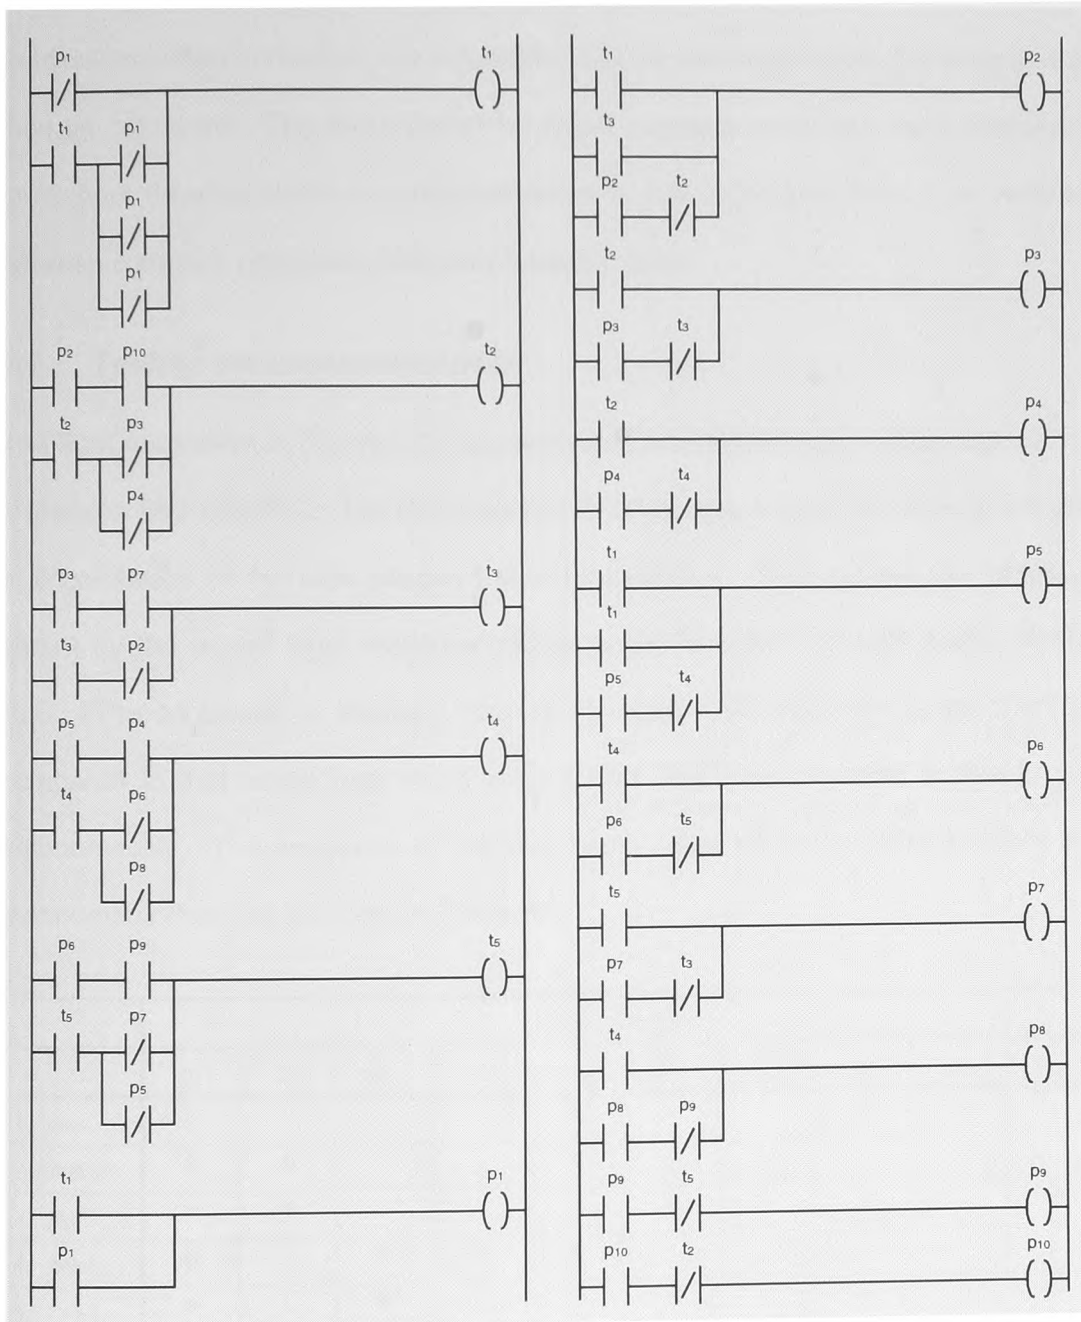 p1 t1
t1 p1
p1
p1
p2 p10 t2
t2 p3
p4
p3 p7 t3
t3 p2
p5 p4 t4
t4 p6
p8
p6 p9 t5
t5 p7
p5
t1 p1
p1
t1 p2
t3
p2 t2
t2 p3
p3 t3
t2 p4
p4 t4
t1 p5
t1
p5 t4
t4 p6
p6 t5
t5 p7
p7 t3
t4 p8
p8 p9
p9 t5 p9
p10 t2 p10